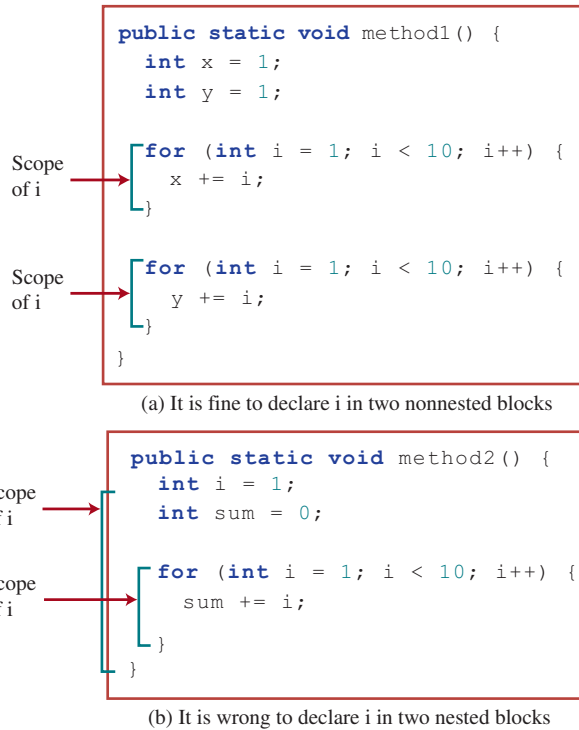 public static void method1() {
int x = 1;
int y = 1;
Scope of i
for (int i = 1; i < 10; i++) {
x += i;
}
Scope of i
for (int i = 1; i < 10; i++) {
y += i;
}
}
(a) It is fine to declare i in two nonnested blocks
public static void method2() {
cope
f i
int i = 1;
int sum = 0;
cope
f i
for (int i = 1; i < 10; i++) {
sum += i;
}
}
(b) It is wrong to declare i in two nested blocks